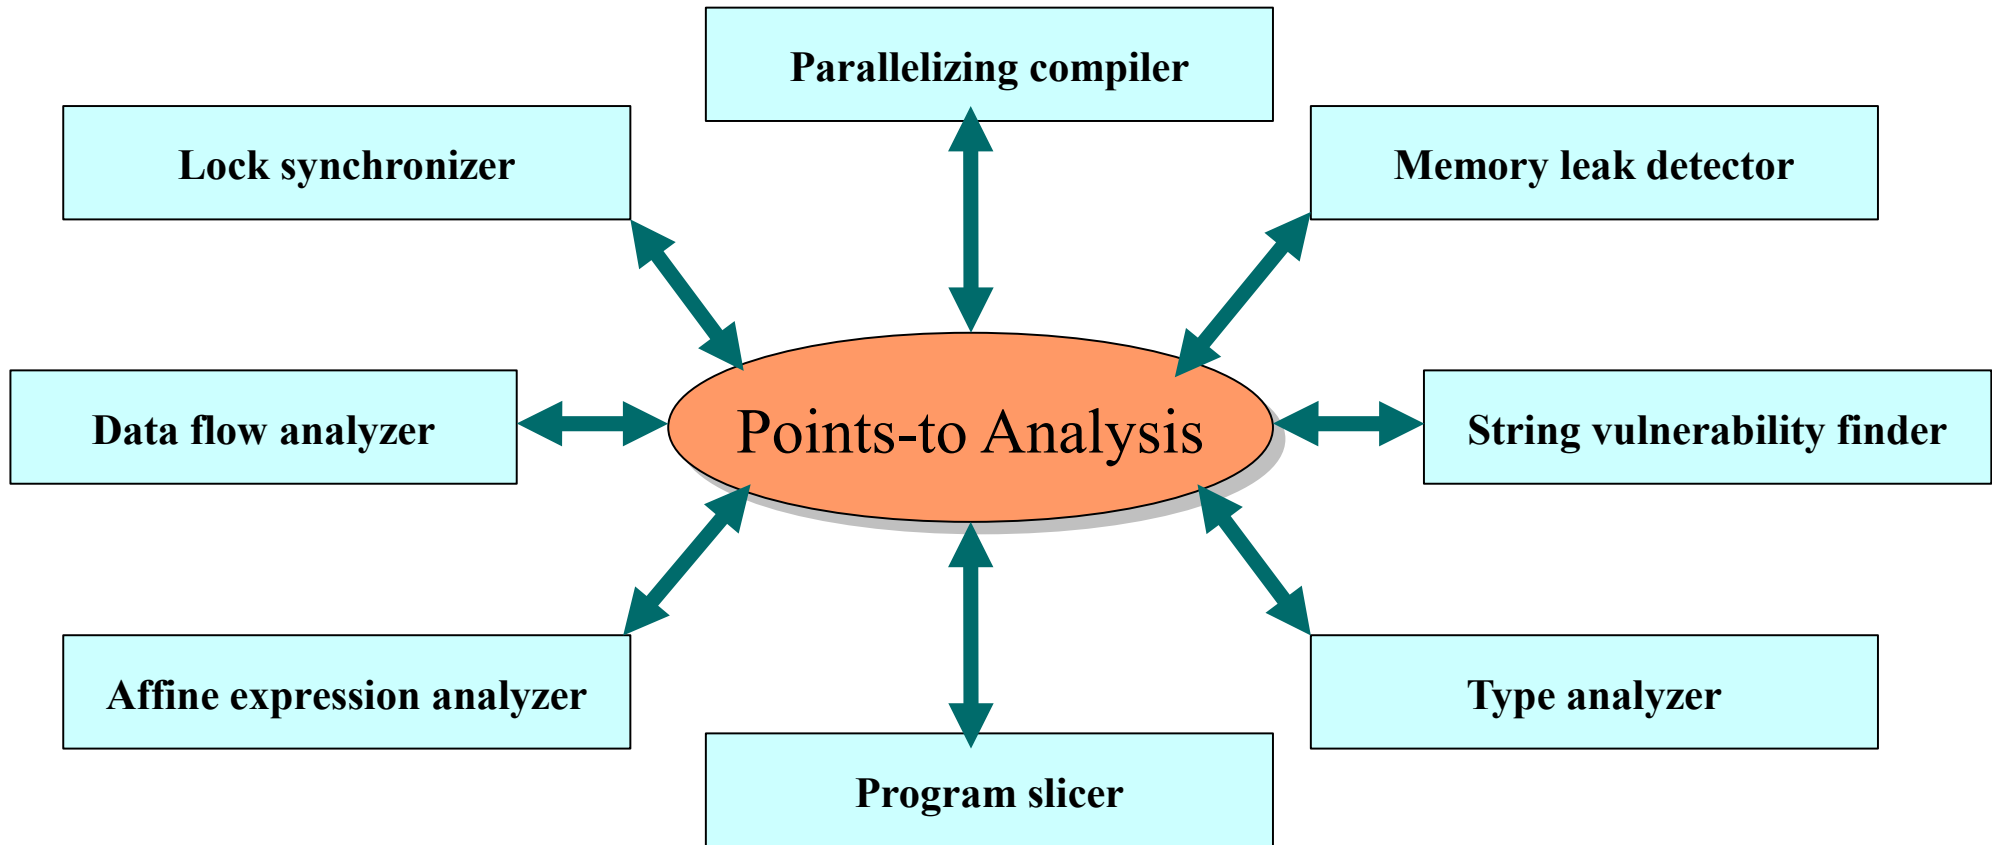 Parallelizing compiler
Lock synchronizer
Memory leak detector
Data flow analyzer
Points-to Analysis
String vulnerability finder
Affine expression analyzer
Type analyzer
Program slicer